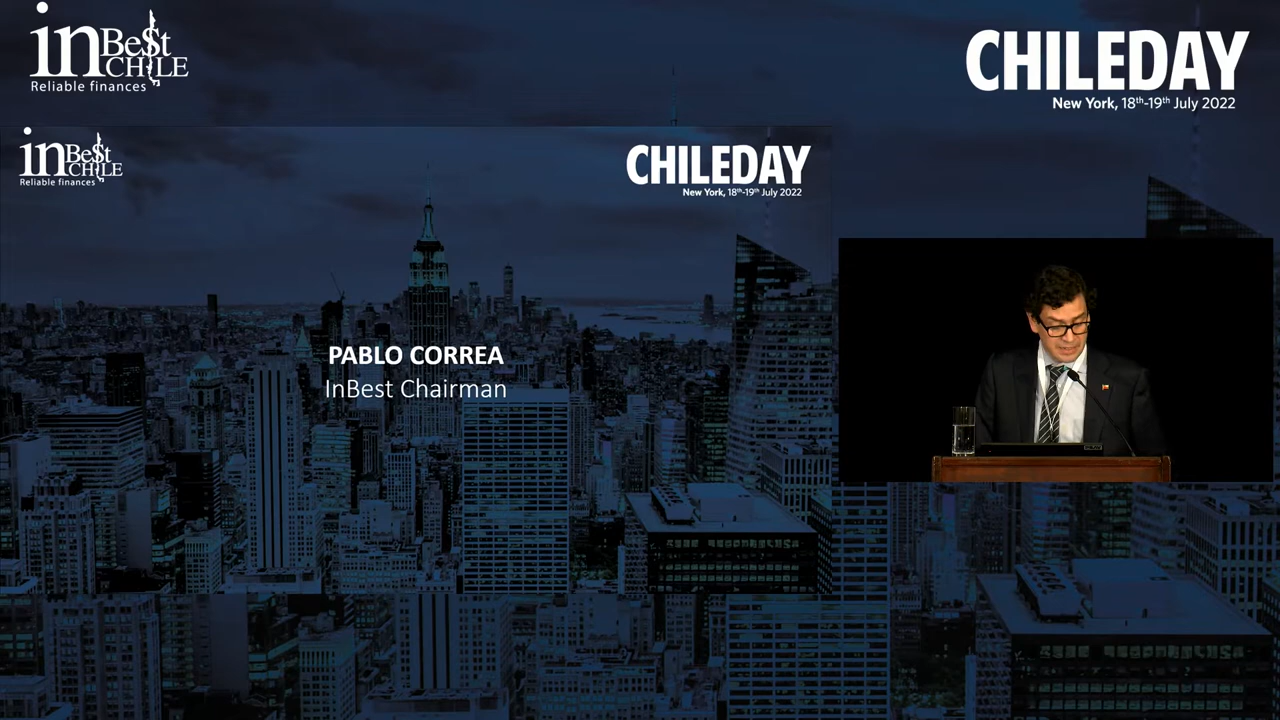 inBe$t
CHILE
Reliable finances
CHILEDAY
New York, 18th-19th July 2022
inBe$t
CHILE
Reliable finances
CHILEDAY
New York, 18th-19th July 2022
PABLO CORREA
InBest Chairman